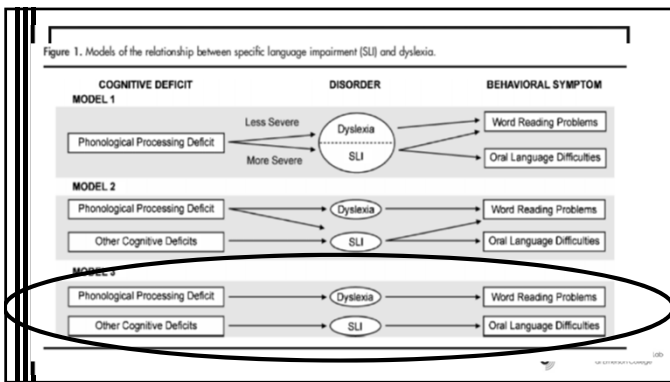 Figure 1. Models of the relationship between specific language impairment (SLI) and dyslexia.
COGNITIVE DEFICIT DISORDER BEHAVIORAL SYMPTOM
MODEL 1
Less Severe
Phonological Processing Deficit
More Severe
Dyslexia
SLI
Word Reading Problems
Oral Language Difficulties
MODEL 2
Phonological Processing Deficit Dyslexia Word Reading Problems
Other Cognitive Deficits SLI Oral Language Difficulties
MODEL 3
Phonological Processing Deficit Dyslexia Word Reading Problems
Other Cognitive Deficits SLI Oral Language Difficulties
Lab